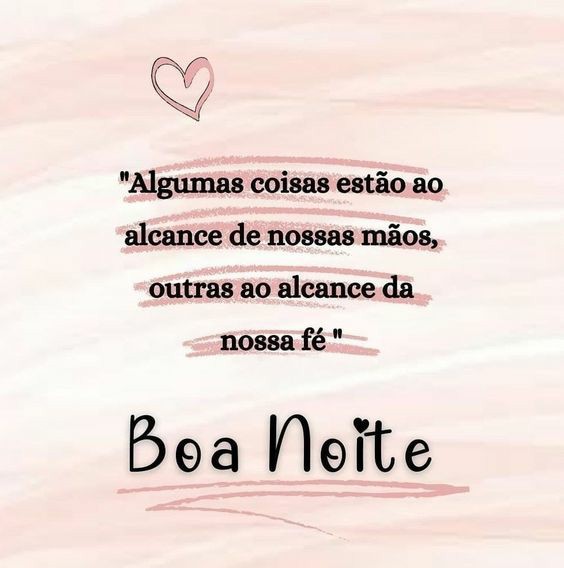 "Algumas coisas estão ao
alcance de nossas mãos,
outras ao alcance da
nossa fé "
Boa Noite